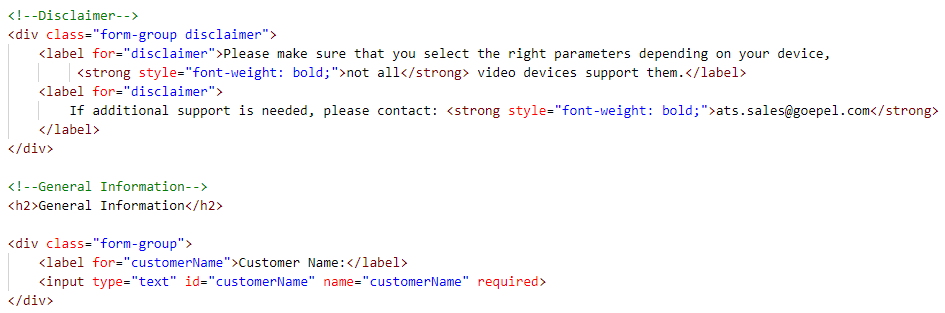 <!--Disclaimer-->
<div class="form-group disclaimer">
    <label for="disclaimer">Please make sure that you select the right parameters depending on your device,
         <strong style="font-weight: bold;">not all</strong> video devices support them.</label>
    <label for="disclaimer">
        If additional support is needed, please contact: <strong style="font-weight: bold;">ats.sales@goepel.com</strong>
    </label>
</div>

<!--General Information-->
<h2>General Information</h2>

<div class="form-group">
    <label for="customerName">Customer Name:</label>
    <input type="text" id="customerName" name="customerName" required>
</div>